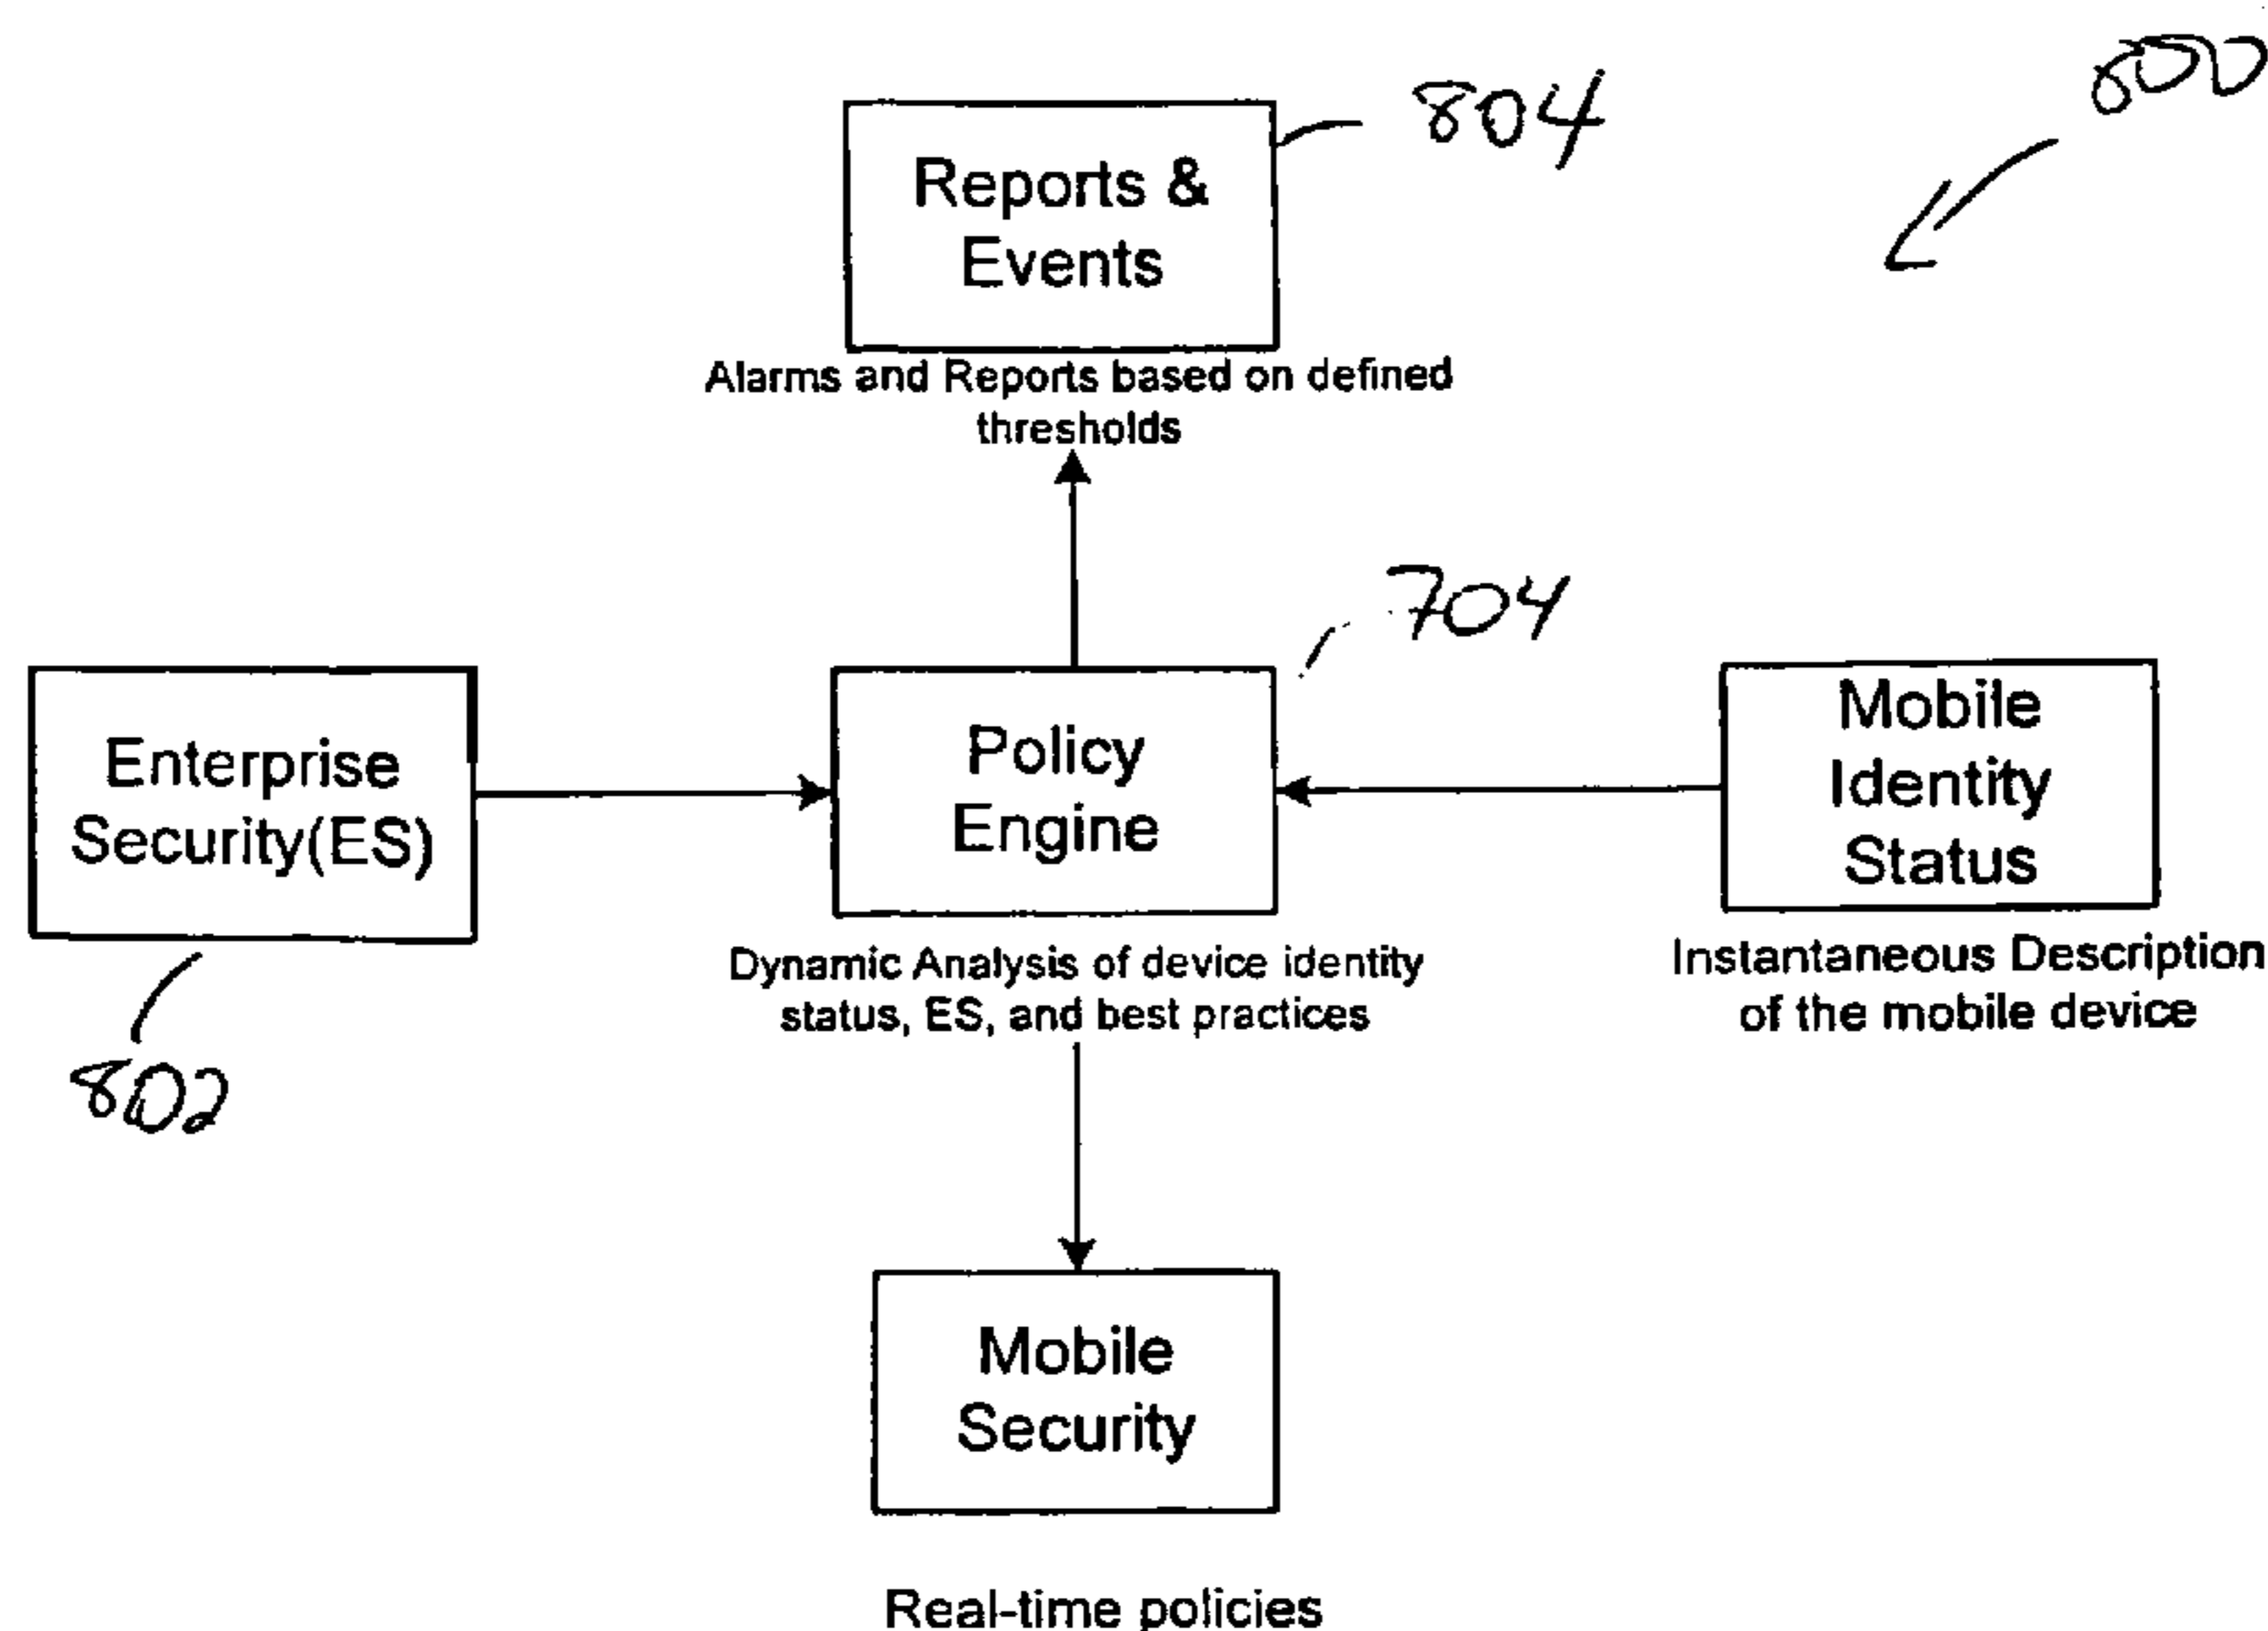 800
804
Reports &
Events
Alarms and Reports based on defined
thresholds
704
Enterprise
Security(ES)
802
Policy
Engine
Dynamic Analysis of device identity
status, ES, and best practices
Mobile
Identity
Status
Instantaneous Description
of the mobile device
Mobile
Security
Real-time policies